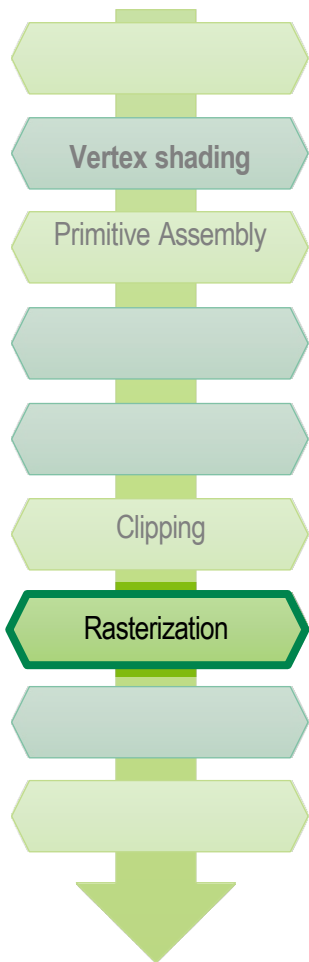 Vertex shading
Primitive Assembly
Clipping
Rasterization